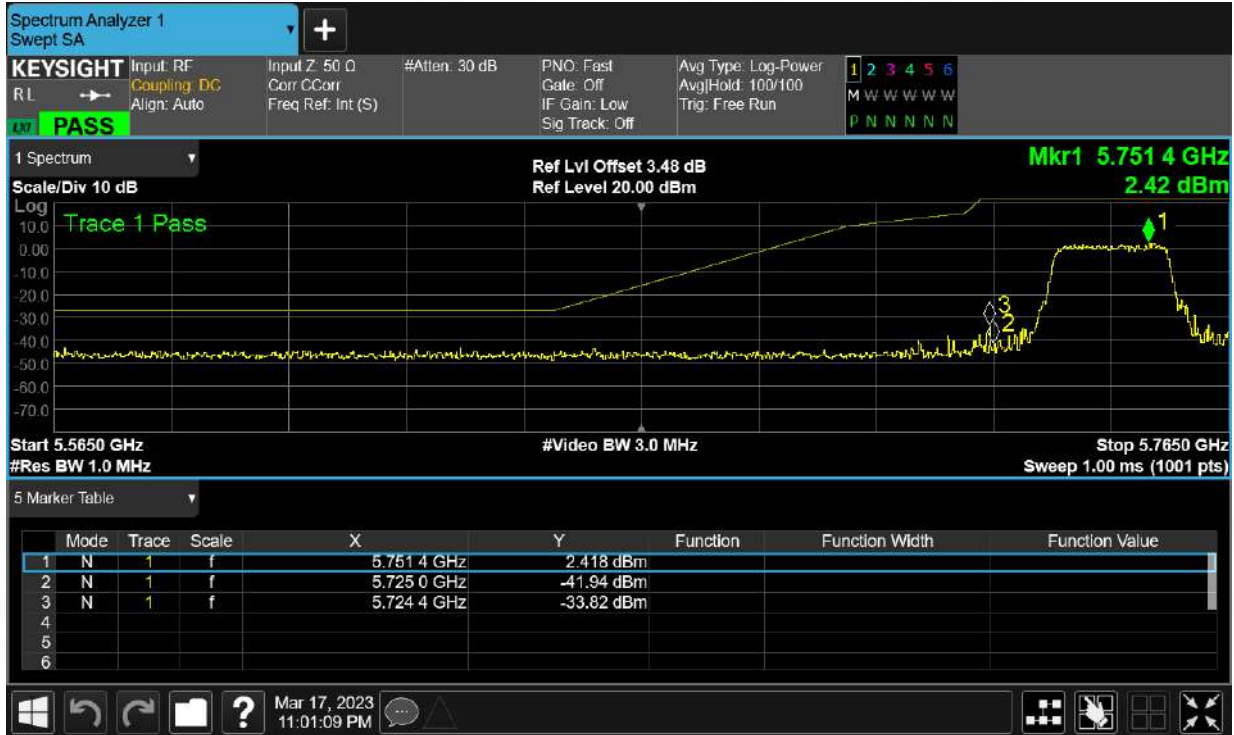 Spectrum Analyzer 1
Swept SA
+
KEYSIGHT Input: RF Input Z: 50 Ω #Atten: 30 dB PNO: Fast Avg Type: Log-Power 1 2 3 4 5 6
RL Coupling: DC Corr CCorr Gate: Off Avg|Hold: 100/100 M W W W W W
Align: Auto Freq Ref: Int (S) IF Gain: Low Trig: Free Run
LXI PASS Sig Track: Off P N N N N N
1 Spectrum Ref Lvl Offset 3.48 dB Mkr1 5.751 4 GHz
Scale/Div 10 dB Ref Level 20.00 dBm 2.42 dBm
Log
Trace 1 Pass
10.0
1
0.00
-10.0
-20.0
3
-30.0
2
-40.0
-50.0
-60.0
-70.0
Start 5.5650 GHz #Video BW 3.0 MHz Stop 5.7650 GHz
#Res BW 1.0 MHz Sweep 1.00 ms (1001 pts)
5 Marker Table
Mode Trace Scale X Y Function Function Width Function Value
1 N 1 f 5.751 4 GHz 2.418 dBm
2 N 1 f 5.725 0 GHz -41.94 dBm
3 N 1 f 5.724 4 GHz -33.82 dBm
4
5
6
? Mar 17, 2023
11:01:09 PM